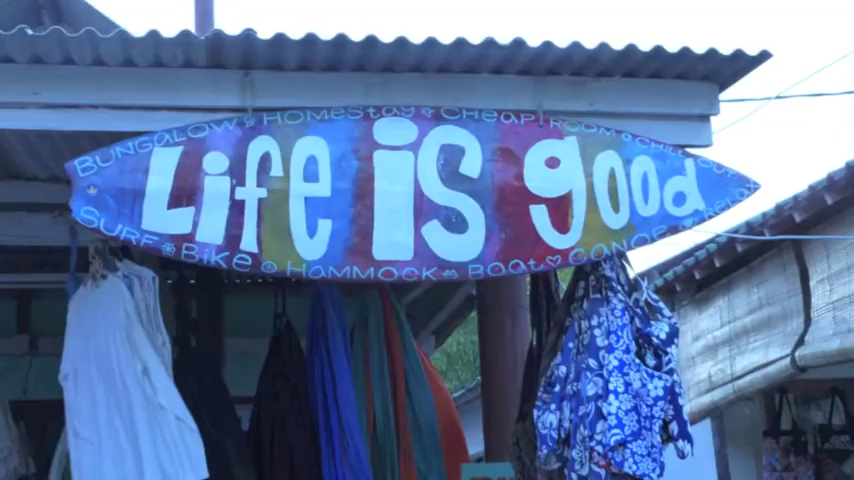 BUNGALOW HOMEStay CHeaP rOOM CHILL OUT
Life iS good
SURF Bike HAMMOCK Boat CANOE Relax